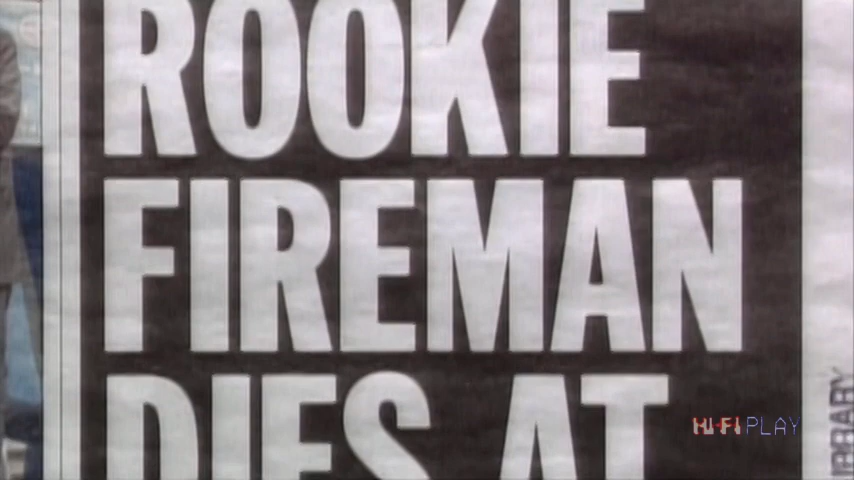 ROOKIE
FIREMAN
DIES AT
HI-FI PLAY